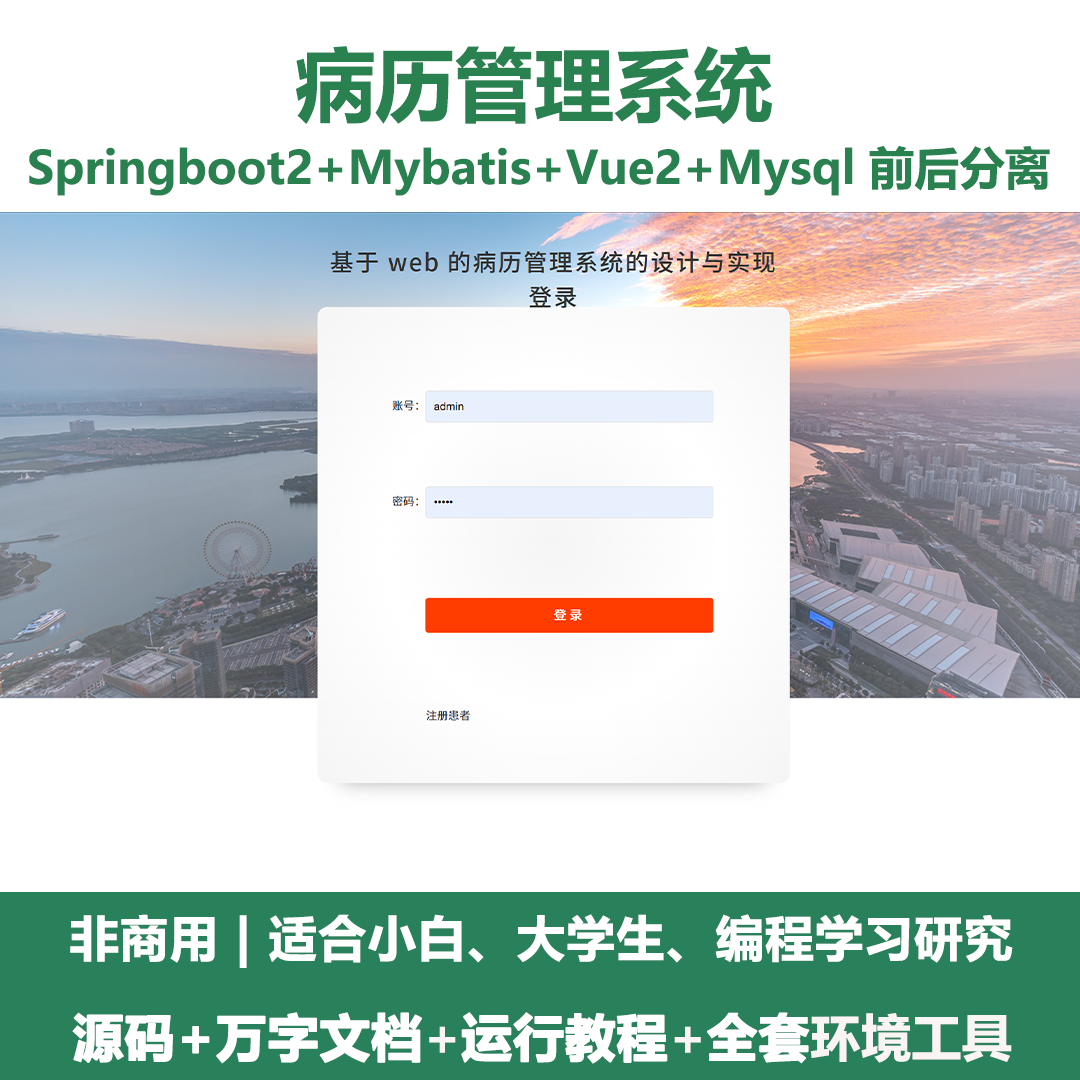 病历管理系统
Springboot2+Mybatis+Vue2+Mysql 前后分离
基于 web 的病历管理系统的设计与实现
登录
账号: admin
密码: •••••
登 录
注册患者
非商用 | 适合小白、大学生、编程学习研究
源码+万字文档+运行教程+全套环境工具